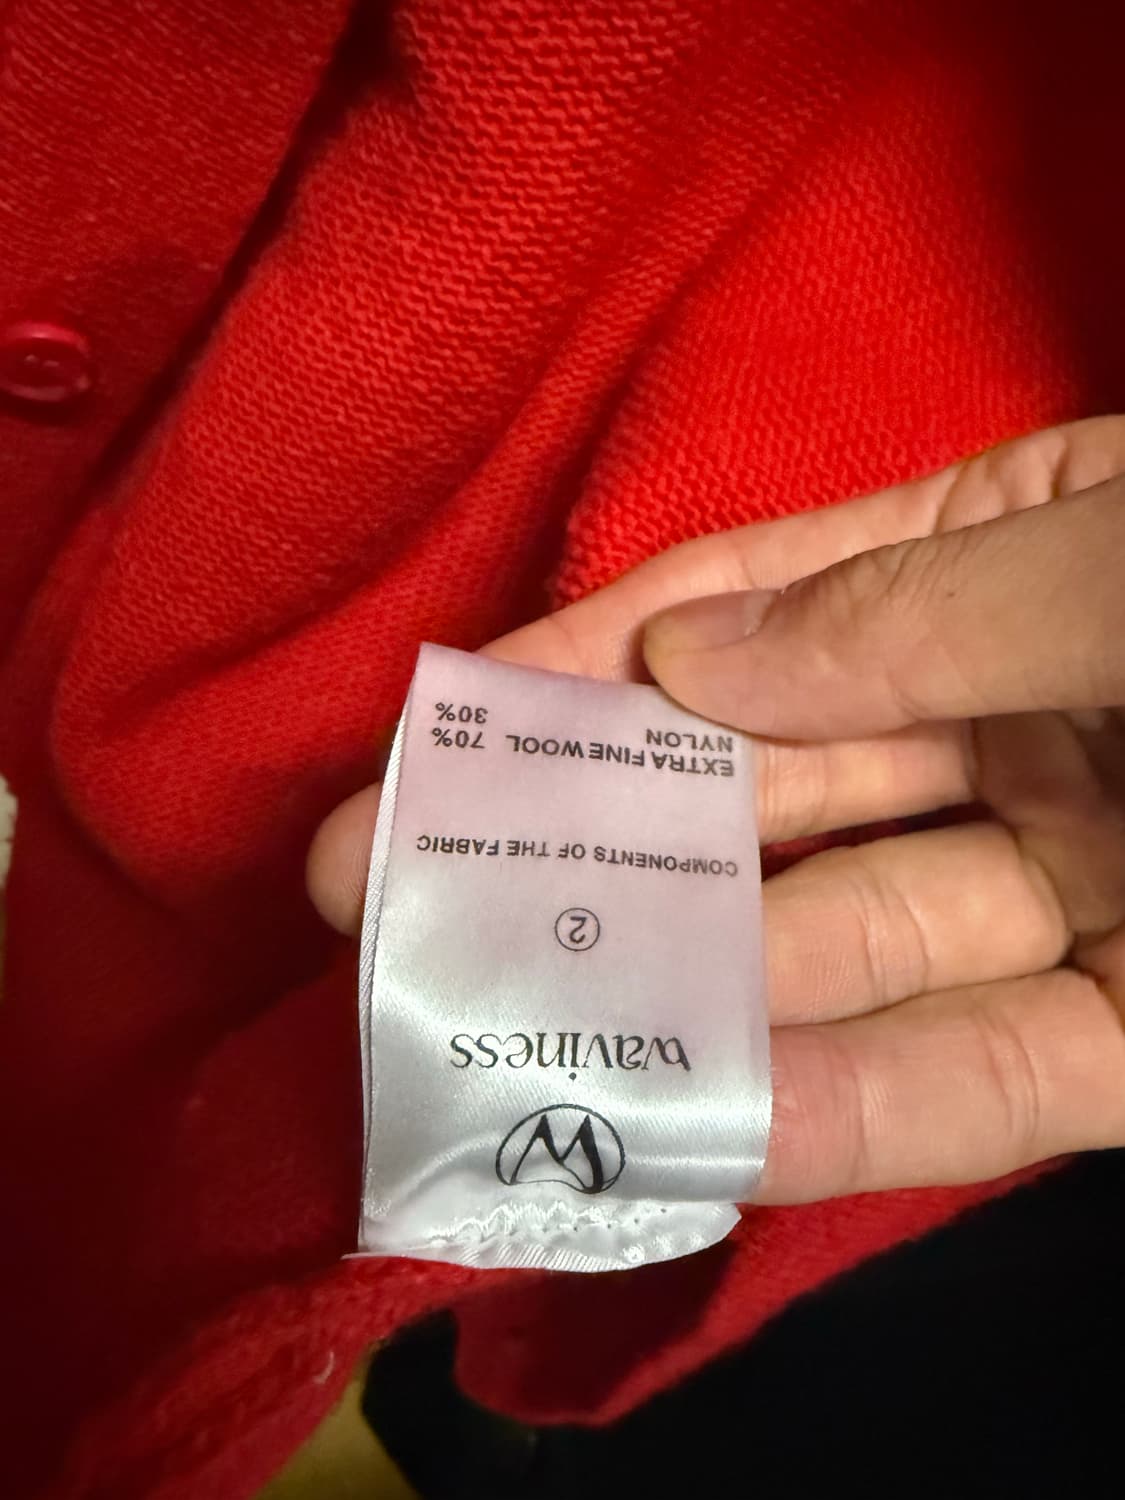 waviness
②
COMPONENTS OF THE FABRIC
EXTRA FINE WOOL 70%
NYLON 30%